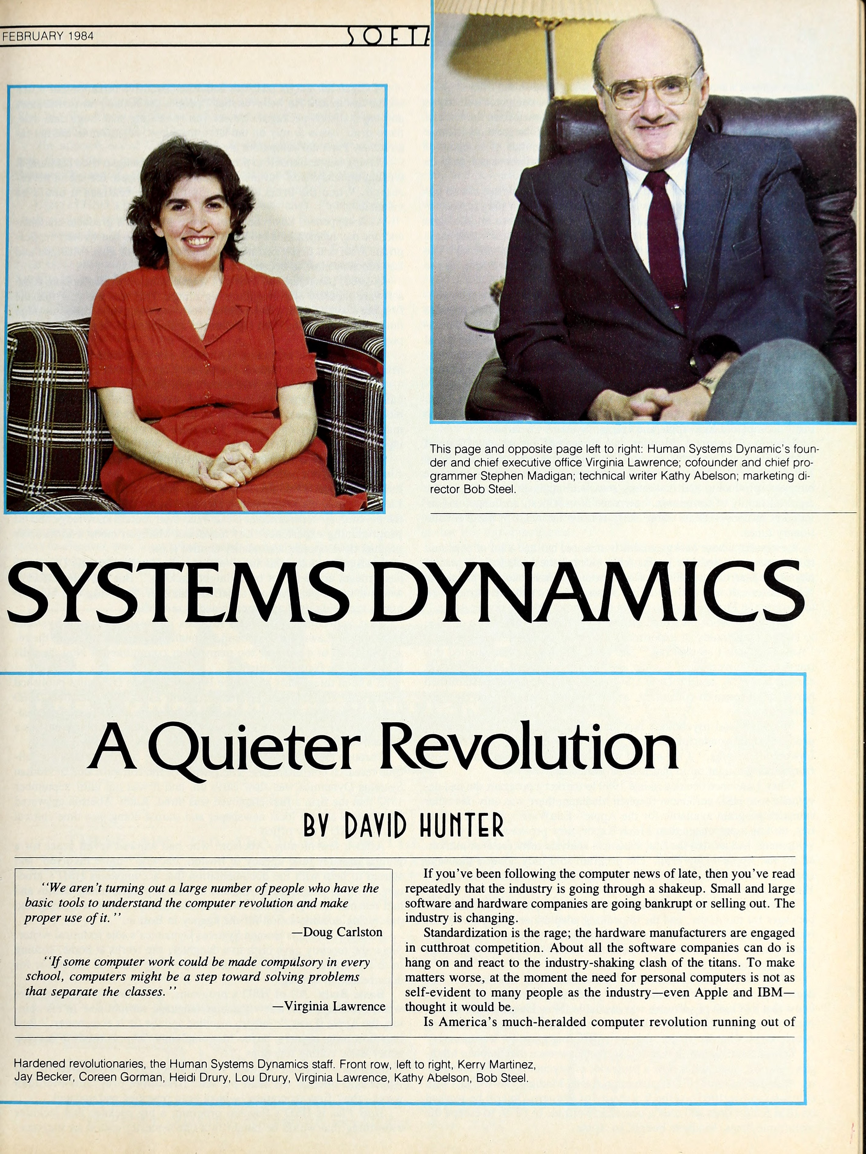 FEBRUARY 1984
SOFT
This page and opposite page left to right: Human Systems Dynamic's foun-
der and chief executive office Virginia Lawrence; cofounder and chief pro-
grammer Stephen Madigan; technical writer Kathy Abelson; marketing di-
rector Bob Steel.
SYSTEMS DYNAMICS
A Quieter Revolution
BY DAVID HUNTER
"We aren't turning out a large number of people who have the
basic tools to understand the computer revolution and make
proper use of it."
—Doug Carlston
"If some computer work could be made compulsory in every
school, computers might be a step toward solving problems
that separate the classes."
—Virginia Lawrence
If you've been following the computer news of late, then you've read
repeatedly that the industry is going through a shakeup. Small and large
software and hardware companies are going bankrupt or selling out. The
industry is changing.
Standardization is the rage; the hardware manufacturers are engaged
in cutthroat competition. About all the software companies can do is
hang on and react to the industry-shaking clash of the titans. To make
matters worse, at the moment the need for personal computers is not as
self-evident to many people as the industry—even Apple and IBM—
thought it would be.
Is America's much-heralded computer revolution running out of
Hardened revolutionaries, the Human Systems Dynamics staff. Front row, left to right, Kerry Martinez,
Jay Becker, Coreen Gorman, Heidi Drury, Lou Drury, Virginia Lawrence, Kathy Abelson, Bob Steel.